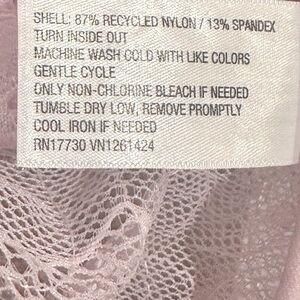 SHELL: 87% RECYCLED NYLON / 13% SPANDEX
TURN INSIDE OUT
MACHINE WASH COLD WITH LIKE COLORS
GENTLE CYCLE
ONLY NON-CHLORINE BLEACH IF NEEDED
TUMBLE DRY LOW, REMOVE PROMPTLY
COOL IRON IF NEEDED
RN17730 VN1261424